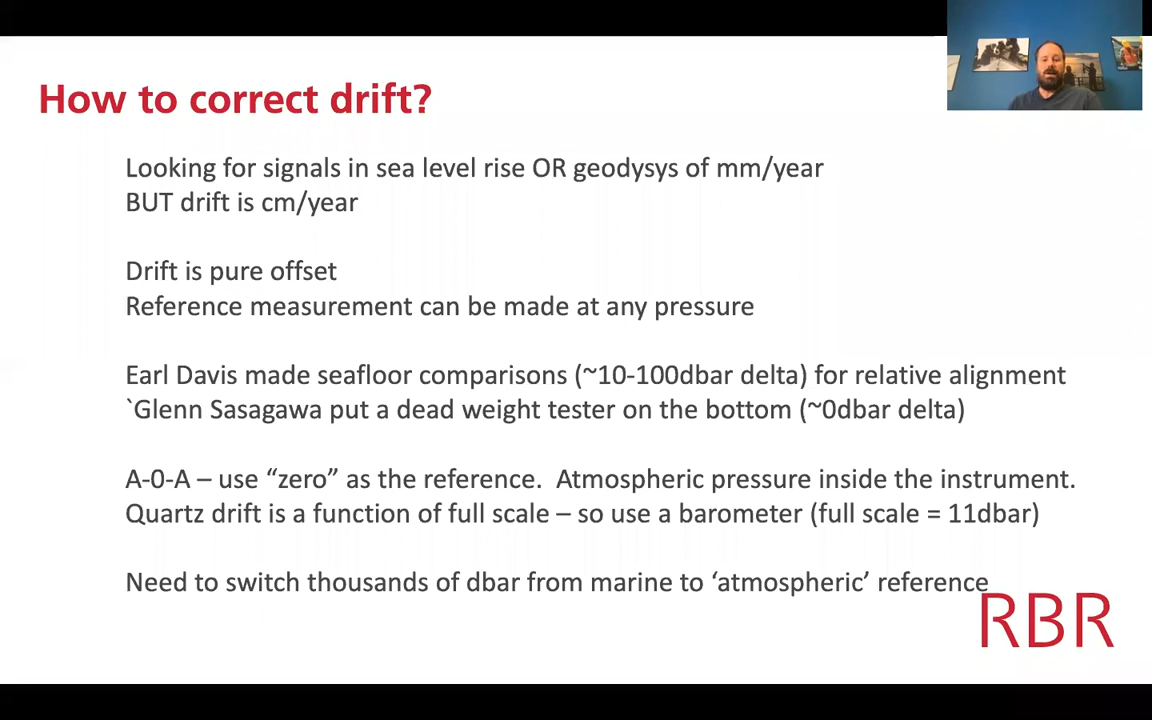 How to correct drift?
Looking for signals in sea level rise OR geodysys of mm/year
BUT drift is cm/year
Drift is pure offset
Reference measurement can be made at any pressure
Earl Davis made seafloor comparisons (~10-100dbar delta) for relative alignment
`Glenn Sasagawa put a dead weight tester on the bottom (~0dbar delta)
A-0-A – use “zero” as the reference.  Atmospheric pressure inside the instrument.
Quartz drift is a function of full scale – so use a barometer (full scale = 11dbar)
Need to switch thousands of dbar from marine to ‘atmospheric’ reference
RBR